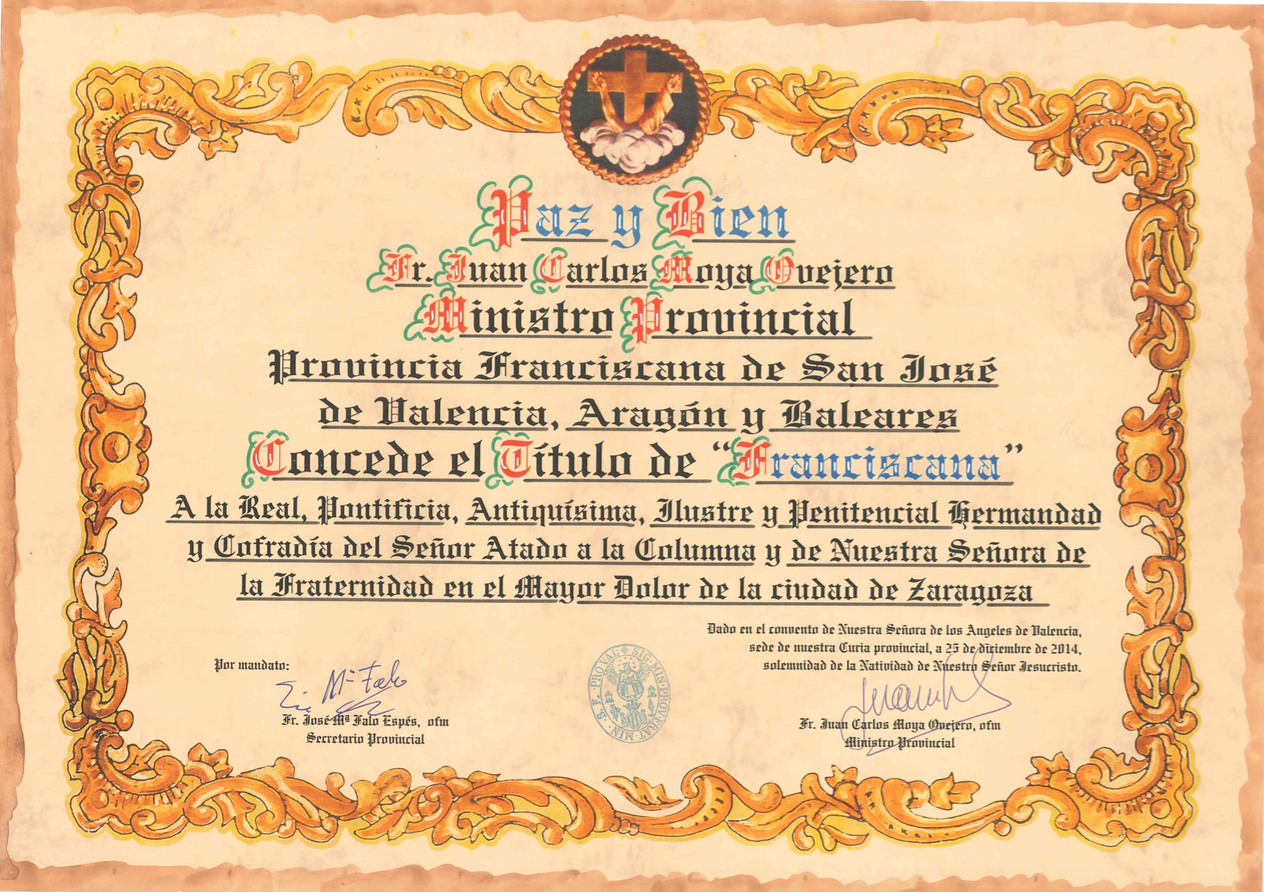 Paz y Bien
Fr. Juan Carlos Moya Ovejero
Ministro Provincial
Provincia Franciscana de San José
de Valencia, Aragón y Baleares
Concede el Título de “Franciscana”
A la Real, Pontificia, Antiquísima, Ilustre y Penitencial Hermandad
y Cofradía del Señor Atado a la Columna y de Nuestra Señora de
la Fraternidad en el Mayor Dolor de la ciudad de Zaragoza
Dado en el convento de Nuestra Señora de los Angeles de Valencia,
sede de nuestra Curia provincial, a 25 de diciembre de 2014,
solemnidad de la Natividad de Nuestro Señor Jesucristo.
Por mandato:
Fr. José Mª Falo Espés, ofm
Secretario Provincial
Fr. Juan Carlos Moya Ovejero, ofm
Ministro Provincial